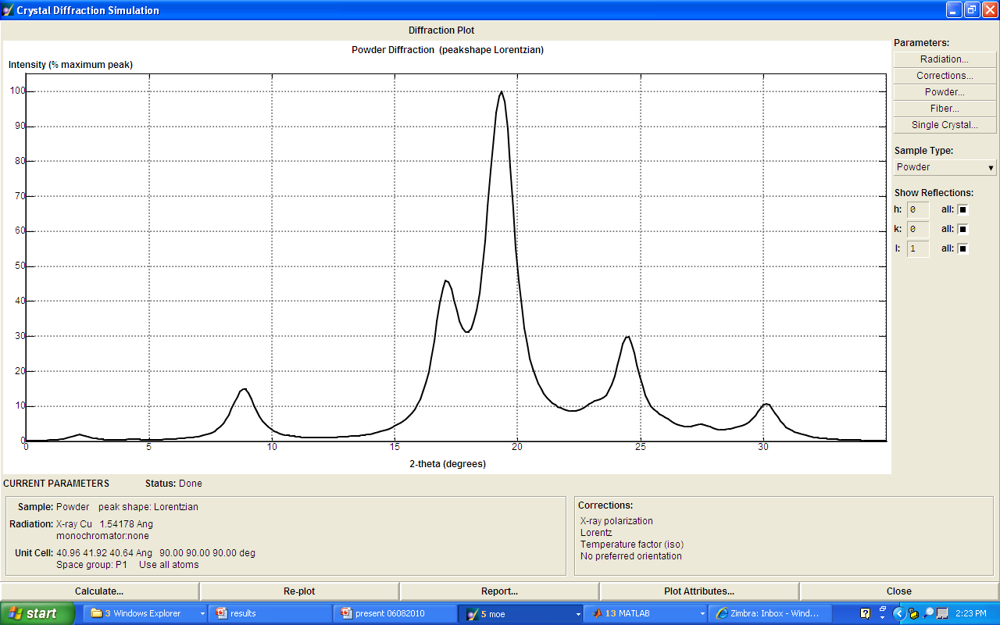 Crystal Diffraction Simulation
Diffraction Plot
Powder Diffraction (peakshape Lorentzian)
Intensity (% maximum peak)
100
90
80
70
60
50
40
30
20
10
0
0 5 10 15 20 25 30
2-theta (degrees)
Parameters:
Radiation...
Corrections...
Powder...
Fiber...
Single Crystal...
Sample Type:
Powder
Show Reflections:
h: 0 all:
k: 0 all:
l: 1 all:
CURRENT PARAMETERS Status: Done
Sample: Powder peak shape: Lorentzian
Radiation: X-ray Cu 1.54178 Ang
monochromator:none
Unit Cell: 40.96 41.92 40.64 Ang 90.00 90.00 90.00 deg
Space group: P1 Use all atoms
Corrections:
X-ray polarization
Lorentz
Temperature factor (iso)
No preferred orientation
Calculate... Re-plot Report... Plot Attributes... Close
start 3 Windows Explorer results present 06082010 5 moe 13 MATLAB Zimbra: Inbox - Wind... 2:23 PM